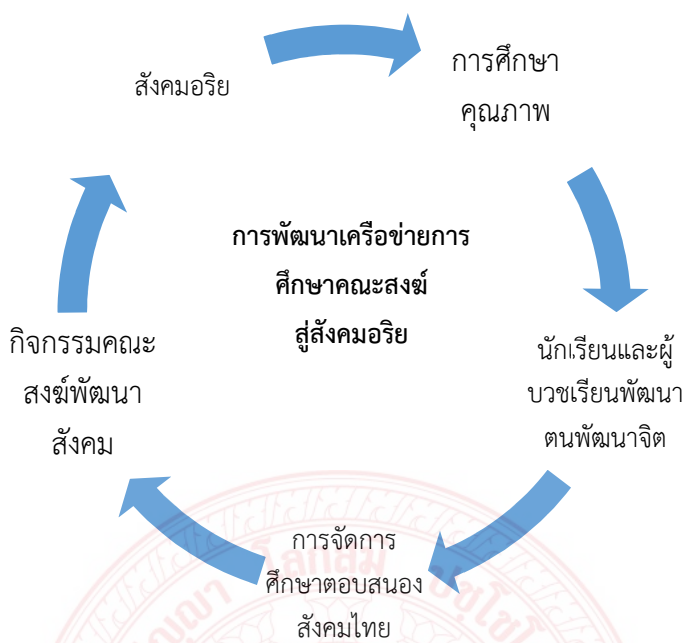 สังคมอริย
การศึกษา
คุณภาพ
การพัฒนาเครือข่ายการ
ศึกษาคณะสงฆ์
สู่สังคมอริย
นักเรียนและผู้
บวชเรียนพัฒนา
ตนพัฒนาจิต
การจัดการ
ศึกษาตอบสนอง
สังคมไทย
กิจกรรมคณะ
สงฆ์พัฒนา
สังคม